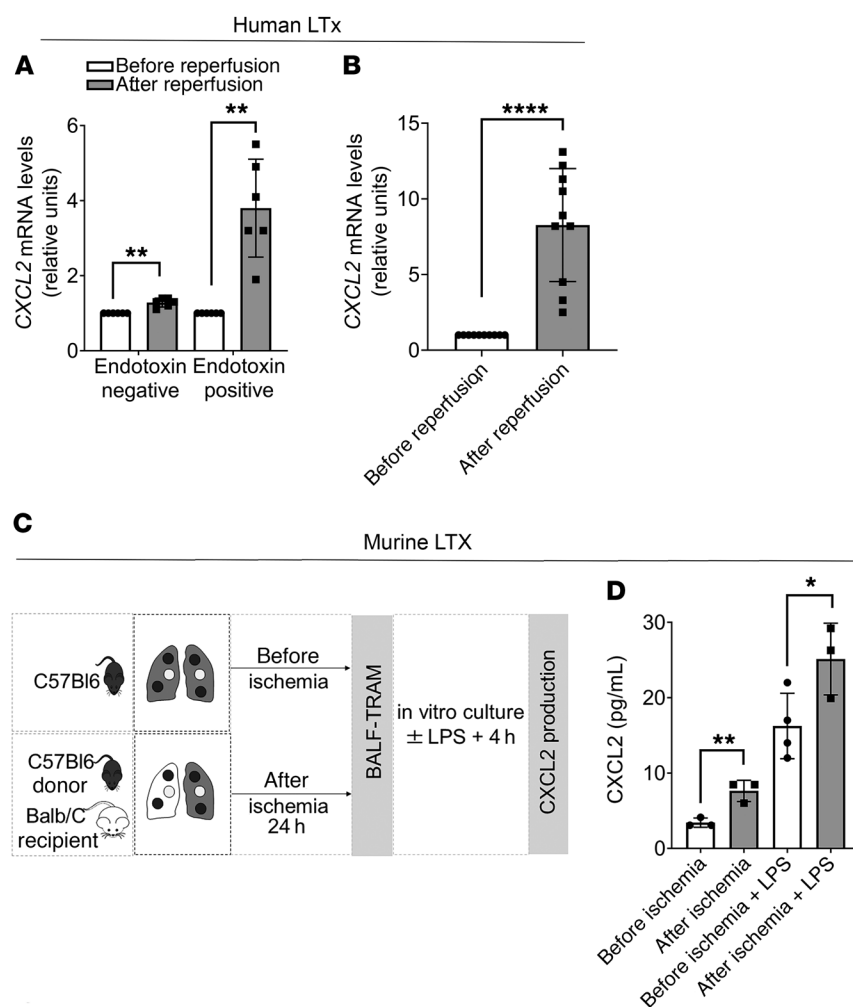 Human LTx
A
Before reperfusion
After reperfusion
CXCL2 mRNA levels
(relative units)
6
4
2
0
**
**
Endotoxin
negative
Endotoxin
positive
B
CXCL2 mRNA levels
(relative units)
15
10
5
0
****
Before reperfusion
After reperfusion
C
Murine LTX
C57Bl6
Before
ischemia
C57Bl6
donor
Balb/C
recipient
After
ischemia
24 h
BALF-TRAM
in vitro culture
± LPS + 4 h
CXCL2 production
D
CXCL2 (pg/mL)
30
20
10
0
**
*
Before ischemia
After ischemia
Before ischemia + LPS
After ischemia + LPS